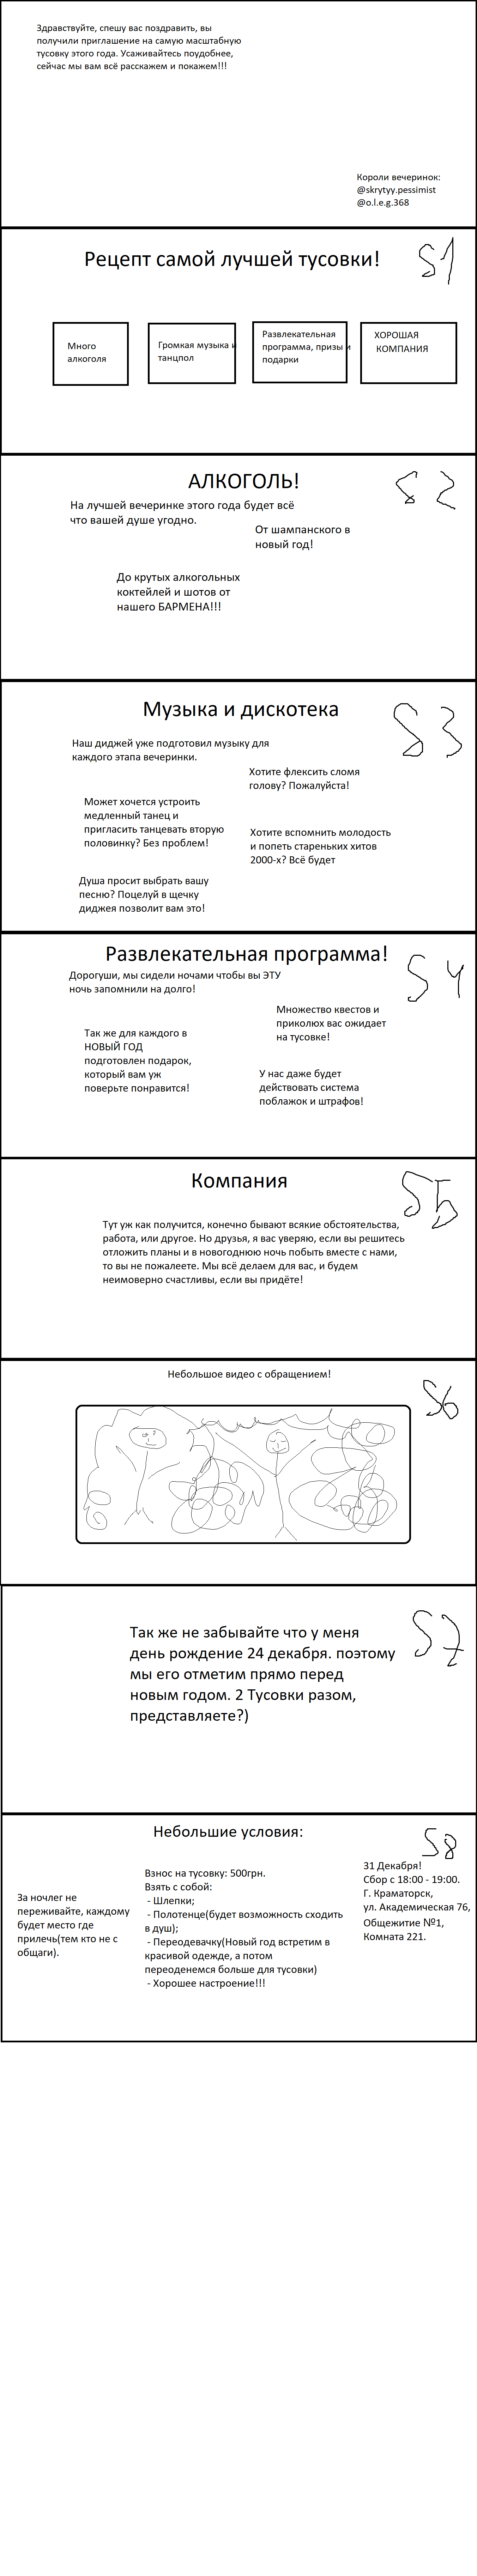 Здравствуйте, спешу вас поздравить, вы
получили приглашение на самую масштабную
тусовку этого года. Усаживайтесь поудобнее,
сейчас мы вам всё расскажем и покажем!!!
Короли вечеринок:
@skrytyy.pessimist
@o.l.e.g.368
Рецепт самой лучшей тусовки!
S1
Много
алкоголя
Громкая музыка и
танцпол
Развлекательная
программа, призы и
подарки
ХОРОШАЯ
КОМПАНИЯ
АЛКОГОЛЬ!
S2
На лучшей вечеринке этого года будет всё
что вашей душе угодно.
От шампанского в
новый год!
До крутых алкогольных
коктейлей и шотов от
нашего БАРМЕНА!!!
Музыка и дискотека
S3
Наш диджей уже подготовил музыку для
каждого этапа вечеринки.
Хотите флексить сломя
голову? Пожалуйста!
Может хочется устроить
медленный танец и
пригласить танцевать вторую
половинку? Без проблем!
Хотите вспомнить молодость
и попеть стареньких хитов
2000-х? Всё будет
Душа просит выбрать вашу
песню? Поцелуй в щечку
диджея позволит вам это!
Развлекательная программа!
S4
Дорогуши, мы сидели ночами чтобы вы ЭТУ
ночь запомнили на долго!
Множество квестов и
приколюх вас ожидает
на тусовке!
Так же для каждого в
НОВЫЙ ГОД
подготовлен подарок,
который вам уж
поверьте понравится!
У нас даже будет
действовать система
поблажок и штрафов!
Компания
S5
Тут уж как получится, конечно бывают всякие обстоятельства,
работа, или другое. Но друзья, я вас уверяю, если вы решитесь
отложить планы и в новогоднюю ночь побыть вместе с нами,
то вы не пожалеете. Мы всё делаем для вас, и будем
неимоверно счастливы, если вы придёте!
Небольшое видео с обращением!
S6
Так же не забывайте что у меня
день рождение 24 декабря. поэтому
мы его отметим прямо перед
новым годом. 2 Тусовки разом,
представляете?)
S7
Небольшие условия:
S8
За ночлег не
переживайте, каждому
будет место где
прилечь(тем кто не с
общаги).
Взнос на тусовку: 500грн.
Взять с собой:
- Шлепки;
- Полотенце(будет возможность сходить
в душ);
- Переодевачку(Новый год встретим в
красивой одежде, а потом
переоденемся больше для тусовки)
- Хорошее настроение!!!
31 Декабря!
Сбор с 18:00 - 19:00.
Г. Краматорск,
ул. Академическая 76,
Общежитие №1,
Комната 221.